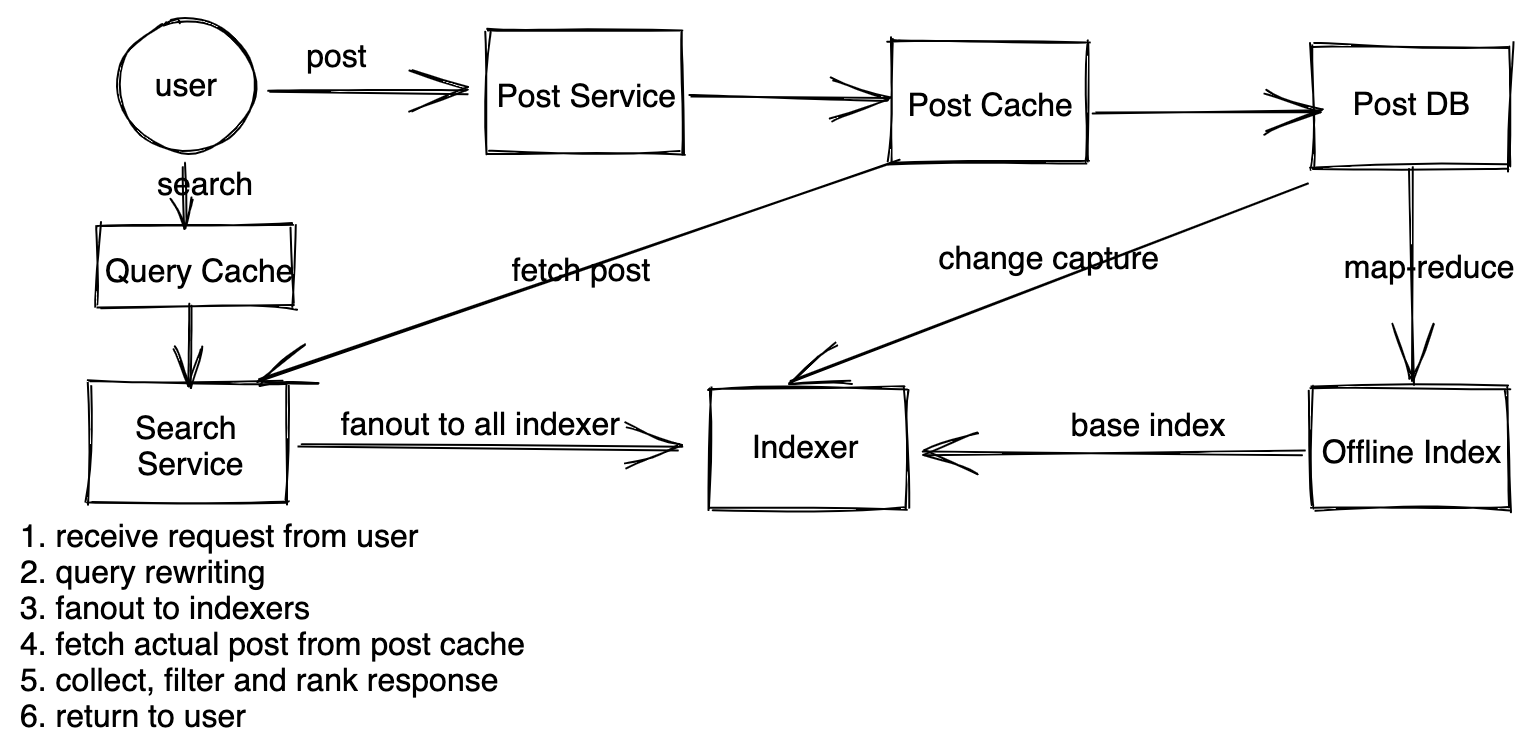 user
post
Post Service
Post Cache
Post DB
search
Query Cache
fetch post
change capture
map-reduce
Search
Service
fanout to all indexer
Indexer
base index
Offline Index
1. receive request from user
2. query rewriting
3. fanout to indexers
4. fetch actual post from post cache
5. collect, filter and rank response
6. return to user